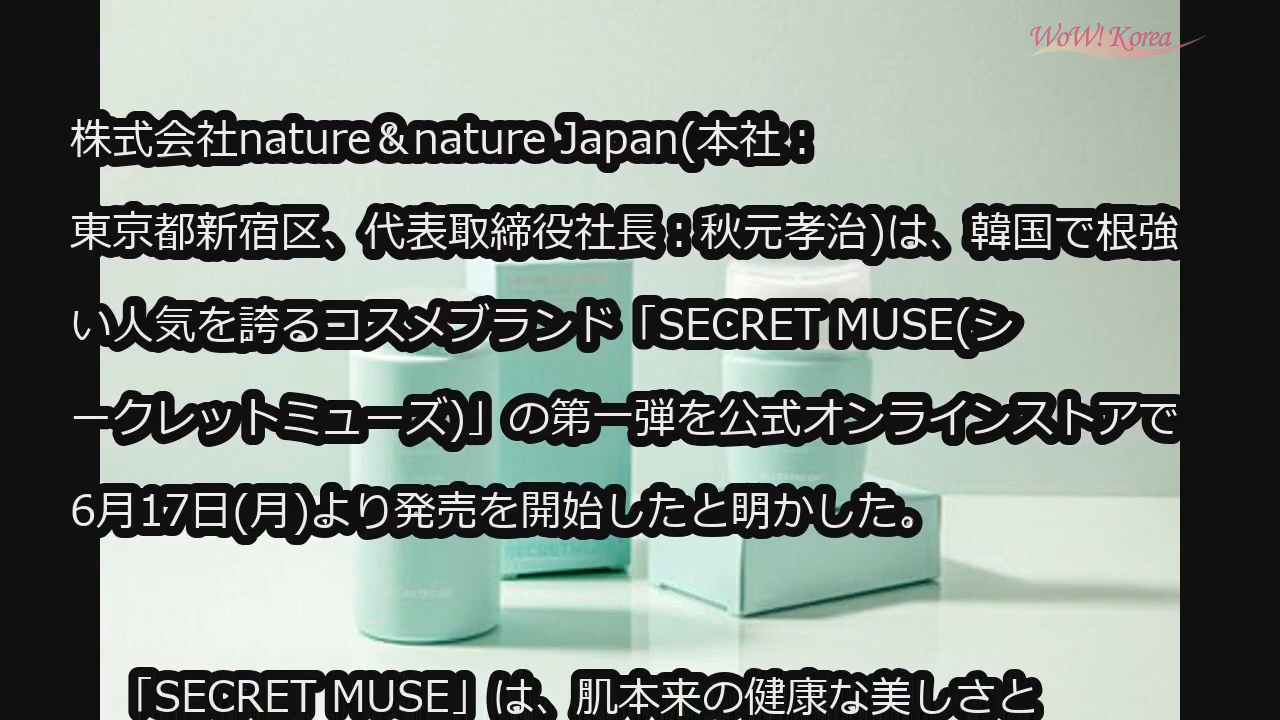 WoW! Korea
株式会社nature&nature Japan(本社：
東京都新宿区、代表取締役社長：秋元孝治)は、韓国で根強
い人気を誇るコスメブランド「SECRET MUSE(シ
ークレットミューズ)」の第一弾を公式オンラインストアで
6月17日(月)より発売を開始したと明かした。
「SECRET MUSE」は、肌本来の健康な美しさと